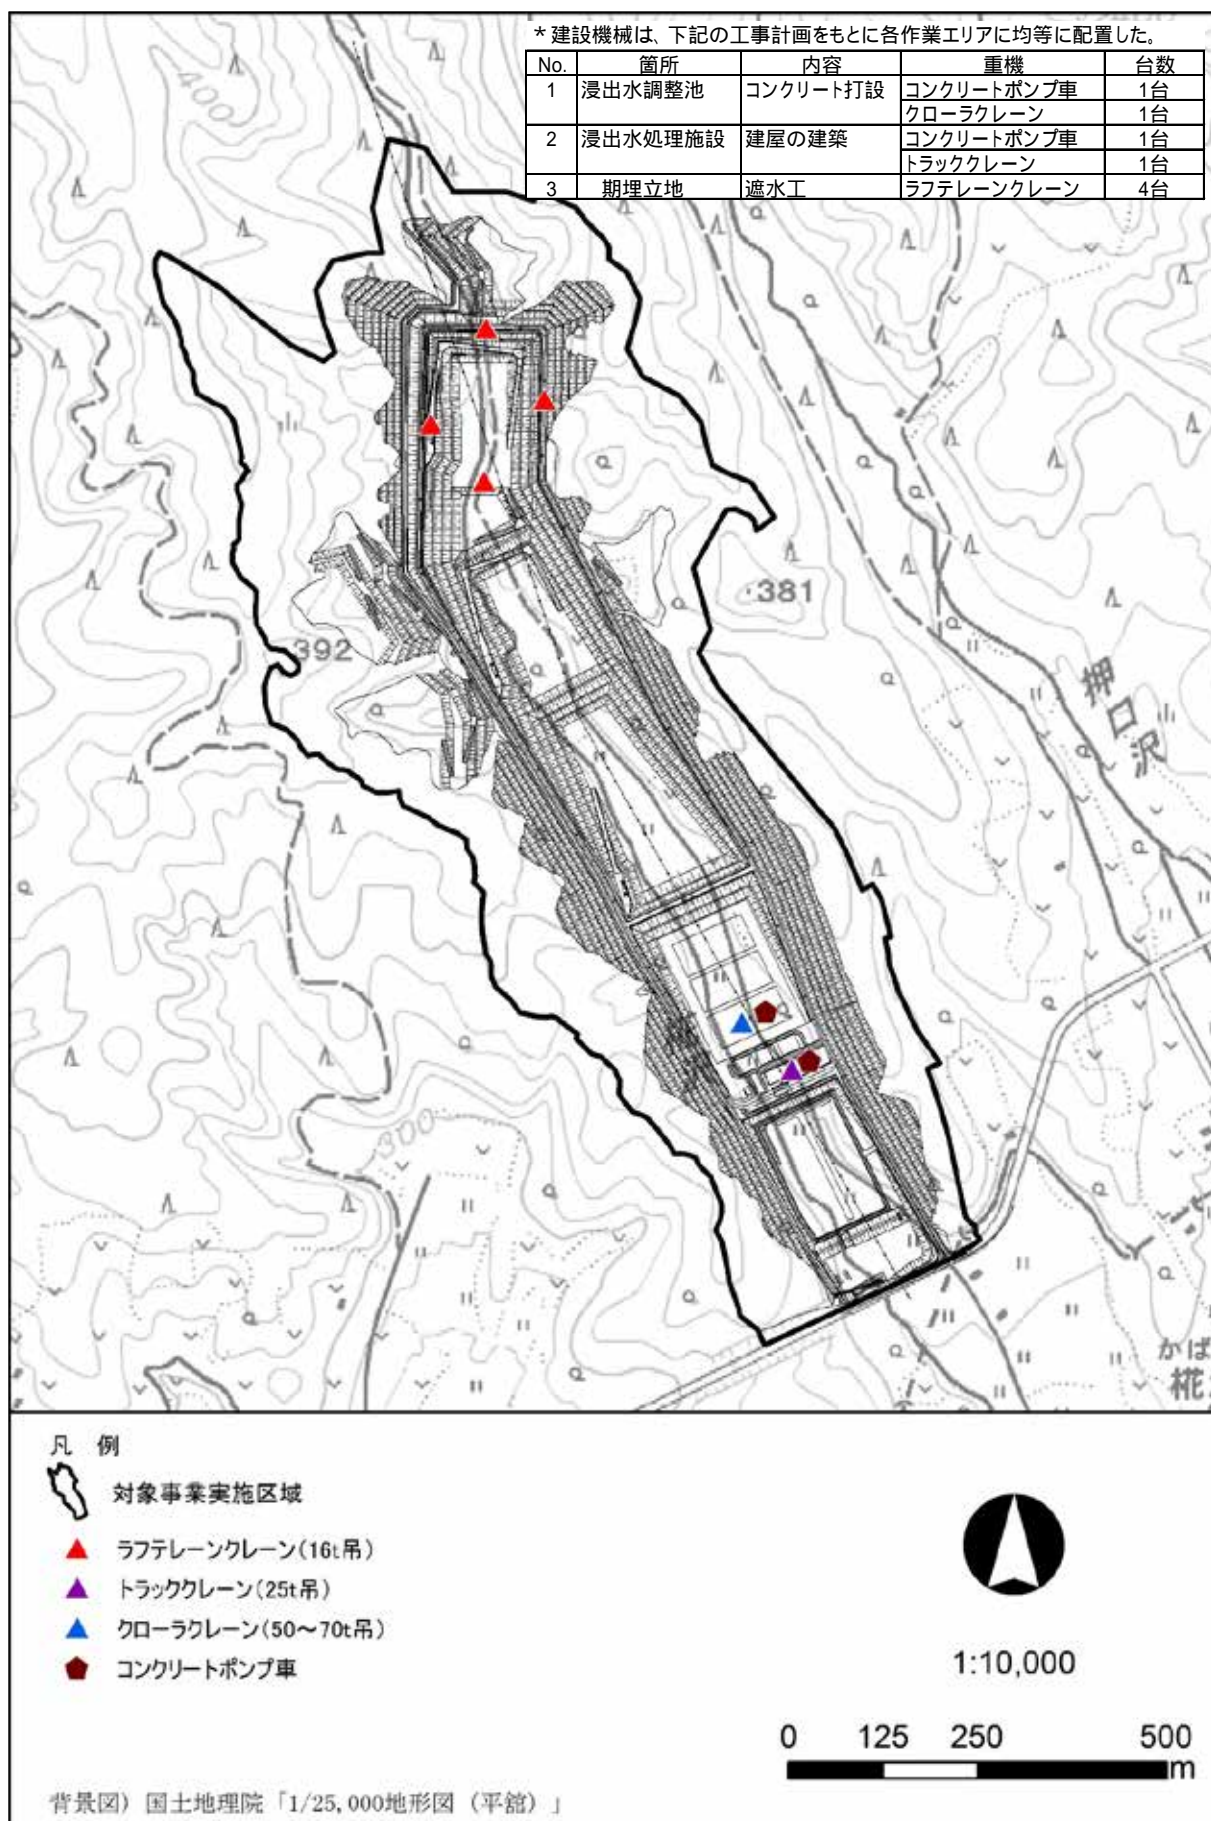 *建設機械は、下記の工事計画をもとに各作業エリアに均等に配置した。
No. 箇所 内容 重機 台数
1 浸出水調整池 コンクリート打設 コンクリートポンプ車 1台
クローラクレーン 1台
2 浸出水処理施設 建屋の建築 コンクリートポンプ車 1台
トラッククレーン 1台
3 期埋立地 遮水工 ラフテレーンクレーン 4台
400
381
392
押口沢
300
かば
椛
凡 例
対象事業実施区域
ラフテレーンクレーン(16t吊)
トラッククレーン(25t吊)
クローラクレーン(50〜70t吊)
コンクリートポンプ車
1:10,000
0 125 250 500
m
背景図) 国土地理院「1/25,000地形図 (平舘) 」